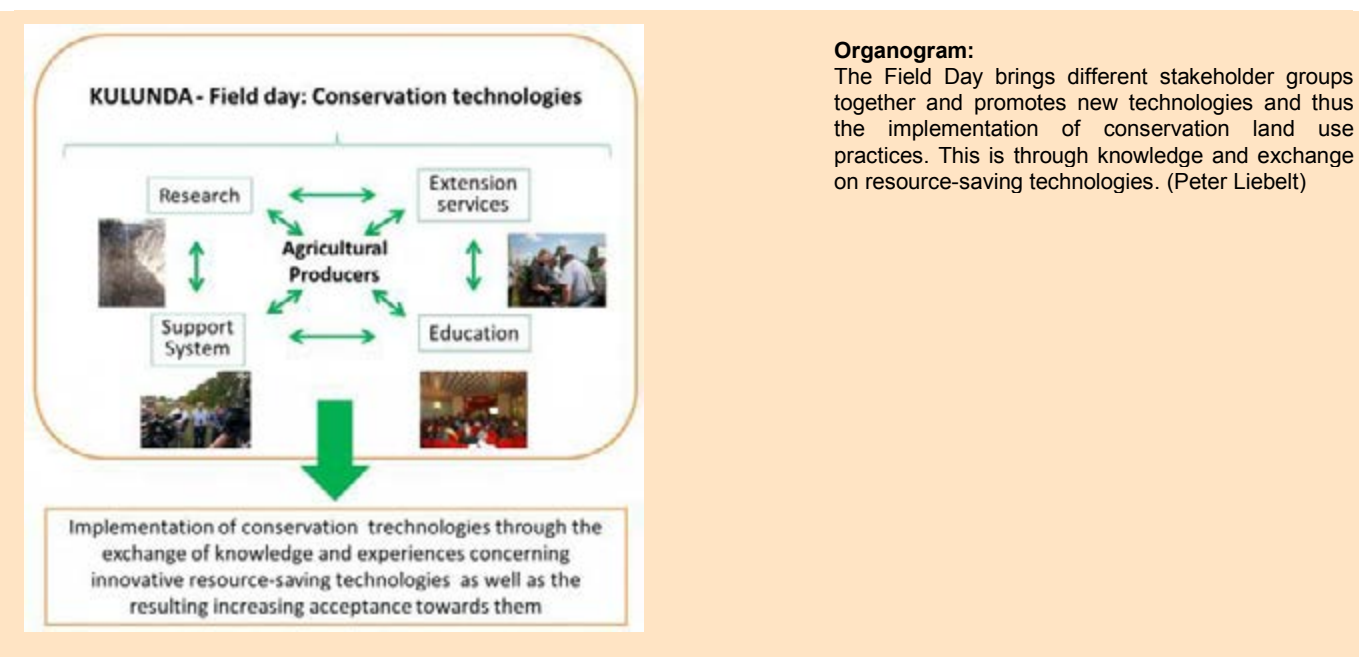 KULUNDA - Field day: Conservation technologies
Research
Extension
services
Agricultural
Producers
Support
System
Education
Implementation of conservation trechnologies through the
exchange of knowledge and experiences concerning
innovative resource-saving technologies as well as the
resulting increasing acceptance towards them
Organogram:
The Field Day brings different stakeholder groups
together and promotes new technologies and thus
the implementation of conservation land use
practices. This is through knowledge and exchange
on resource-saving technologies. (Peter Liebelt)